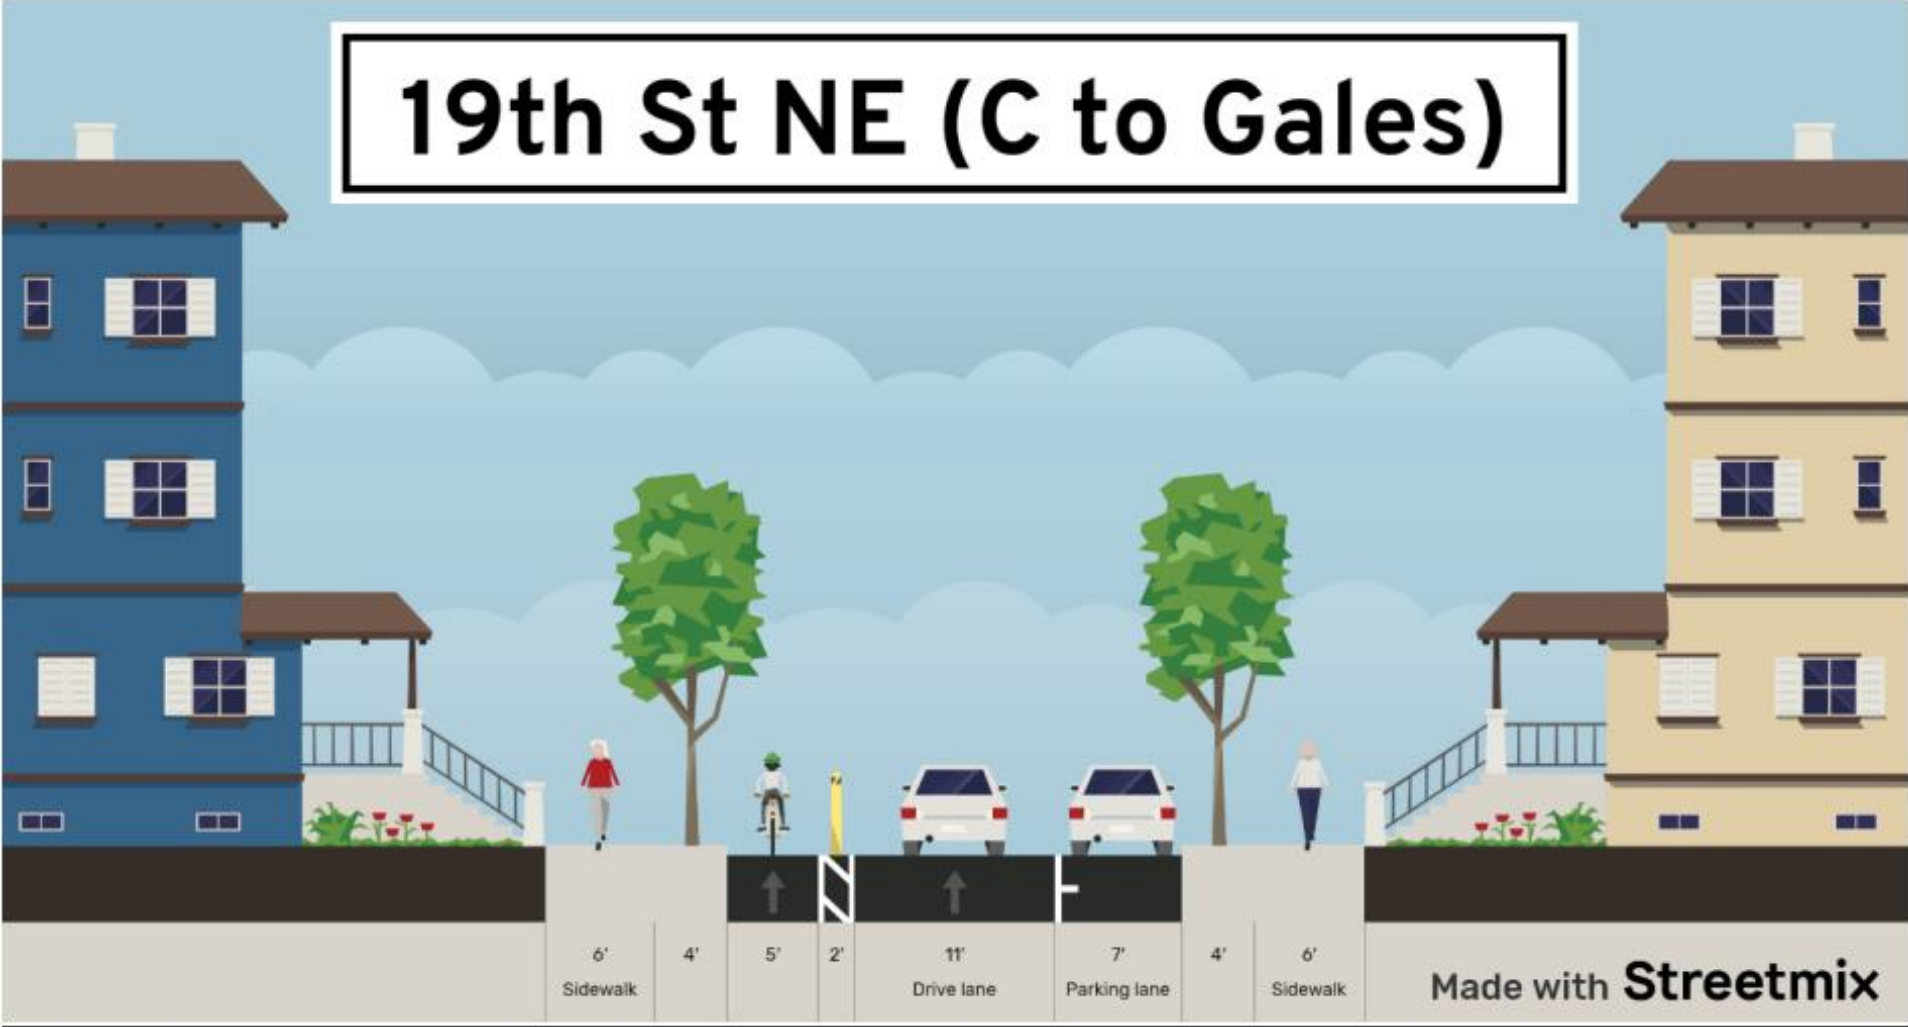 19th St NE (C to Gales)
6' 4' 5' 2' 11' 7' 4' 6'
Sidewalk Drive lane Parking lane Sidewalk
Made with Streetmix